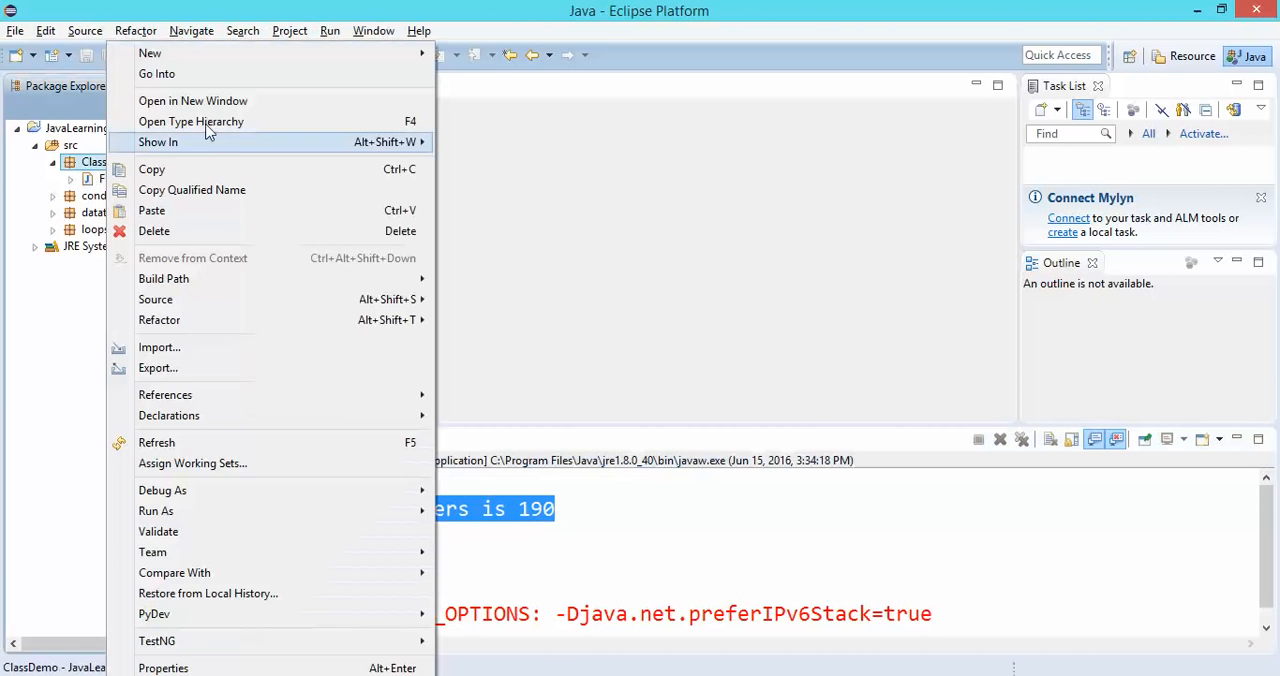 Java - Eclipse Platform
File Edit Source Refactor Navigate Search Project Run Window Help
Quick Access Resource Java
Package Explore
JavaLearning
src
Class
F
cond
datat
loops
JRE Syste
New
Go Into
Open in New Window
Open Type Hierarchy F4
Show In Alt+Shift+W
Copy Ctrl+C
Copy Qualified Name
Paste Ctrl+V
Delete Delete
Remove from Context Ctrl+Alt+Shift+Down
Build Path
Source Alt+Shift+S
Refactor Alt+Shift+T
Import...
Export...
References
Declarations
Refresh F5
Assign Working Sets...
Debug As
Run As
Validate
Team
Compare With
Restore from Local History...
PyDev
TestNG
Properties Alt+Enter
Task List
Find All Activate...
Connect Mylyn
Connect to your task and ALM tools or
create a local task.
Outline
An outline is not available.
pplication] C:\Program Files\Java\jre1.8.0_40\bin\javaw.exe (Jun 15, 2016, 3:34:18 PM)
ers is 190
_OPTIONS: -Djava.net.preferIPv6Stack=true
ClassDemo - JavaLea